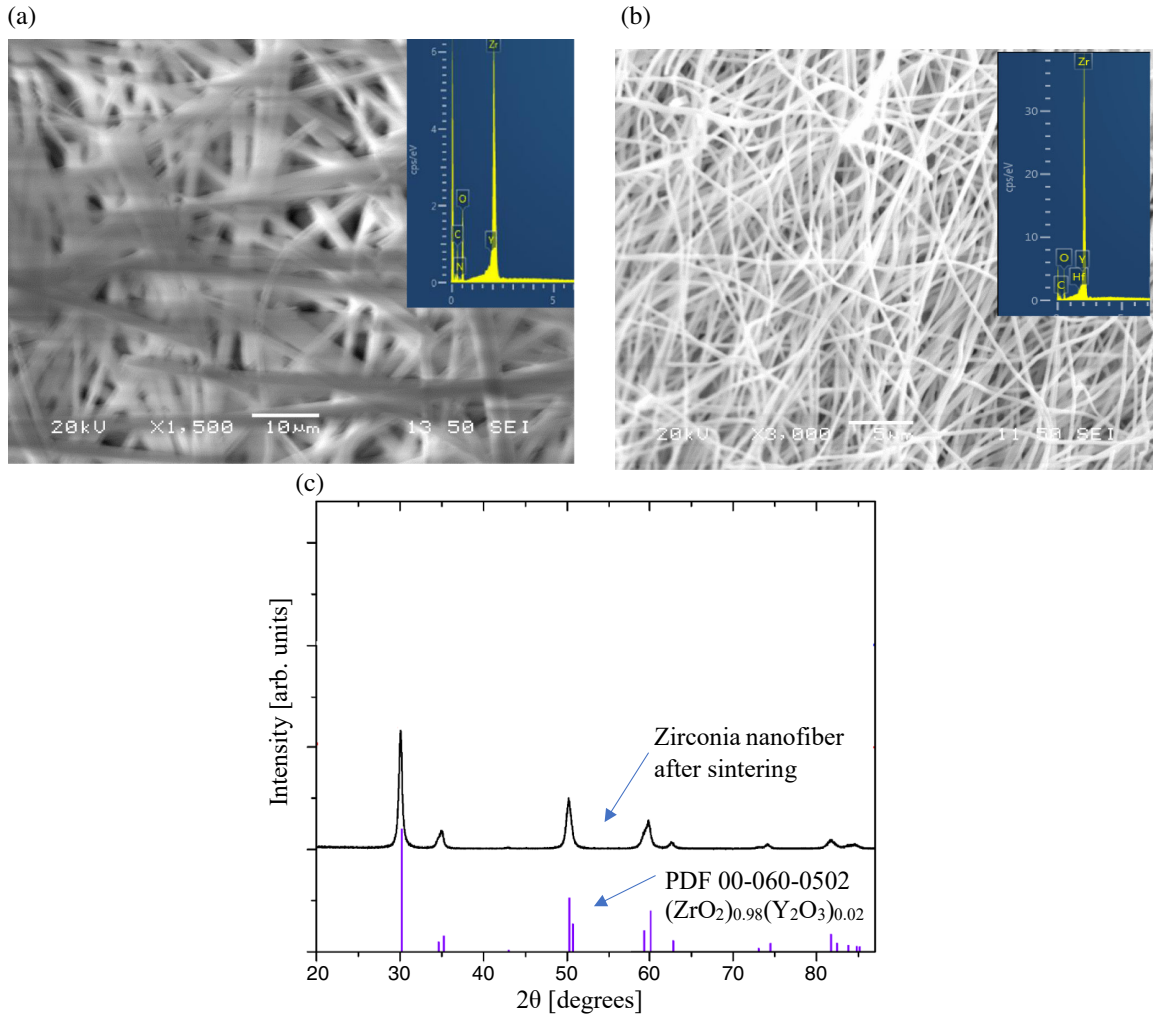 (a)
(b)
6
4
2
0
cps/eV
Zr
O
C
Y
N
0
5
20kV X1,500 10μm 13 50 SEI
30
20
10
0
cps/eV
Zr
O
Y
Hf
C
20kV X3,000 5μm 11 50 SEI
(c)
Intensity [arb. units]
Zirconia nanofiber
after sintering
PDF 00-060-0502
(ZrO₂)₀.₉₈(Y₂O₃)₀.₀₂
20 30 40 50 60 70 80
2θ [degrees]